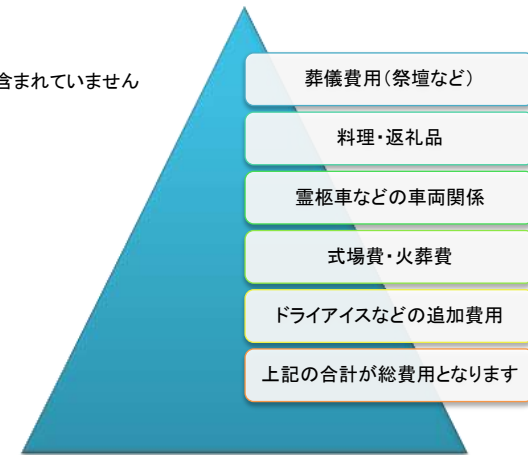 含まれていません
葬儀費用（祭壇など）
料理・返礼品
霊柩車などの車両関係
式場費・火葬費
ドライアイスなどの追加費用
上記の合計が総費用となります